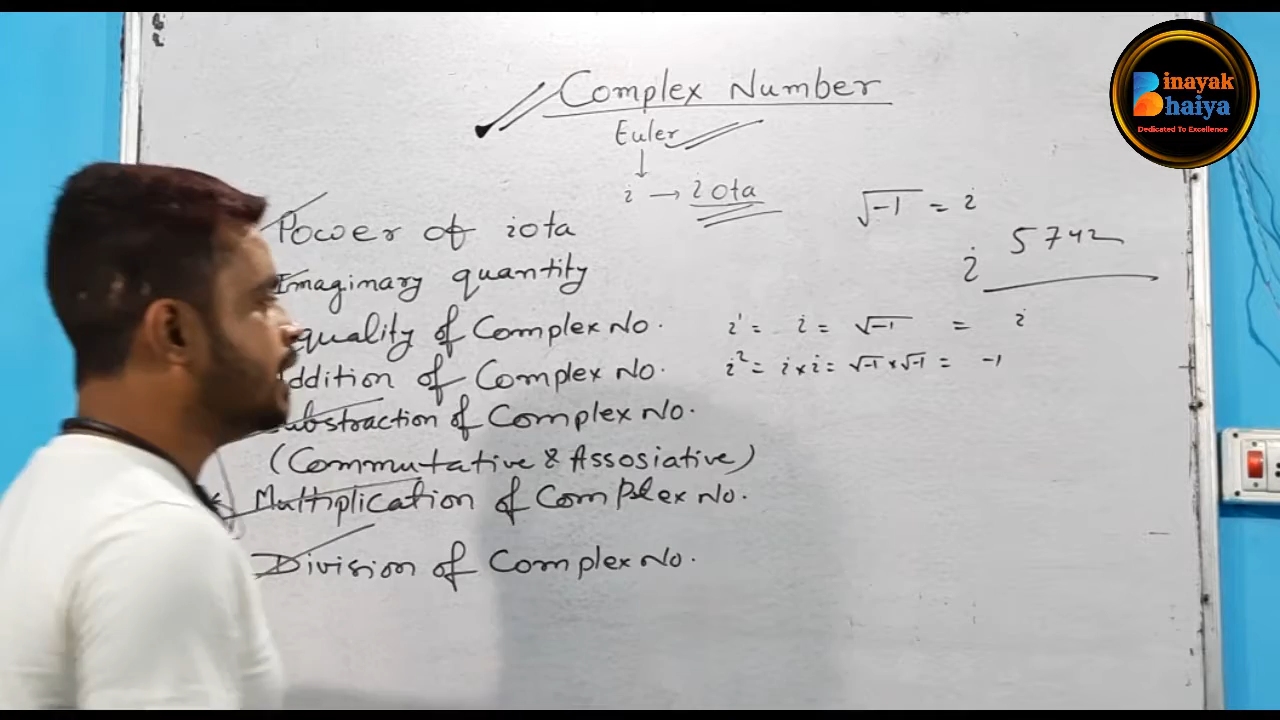 Complex Number
Euler
i → iota
√-1 = i
i 5742
Power of iota
Imaginary quantity
quality of Complex No.
ddition of Complex No.
ubstraction of Complex No.
(Commutative & Assosiative)
Multiplication of Complex No.
Division of Complex No.
i¹ = i = √-1 = i
i² = i × i = √-1 × √-1 = -1
Binayak
Bhaiya
Dedicated To Excellence